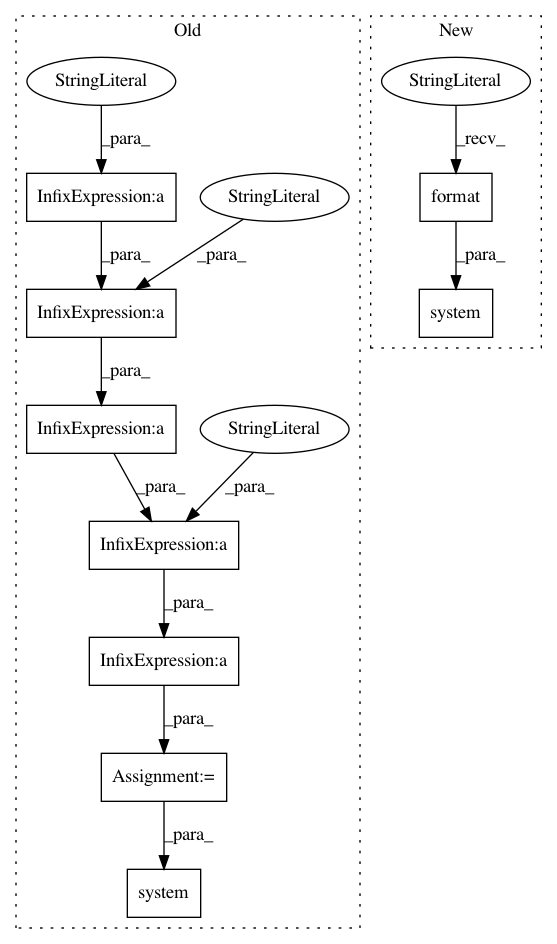 Old
New
StringLiteral
StringLiteral
_para_
_recv_
InfixExpression:a
StringLiteral
format
_para_
_para_
_para_
InfixExpression:a
system
_para_
InfixExpression:a
StringLiteral
_para_
_para_
InfixExpression:a
_para_
InfixExpression:a
_para_
Assignment:=
_para_
system